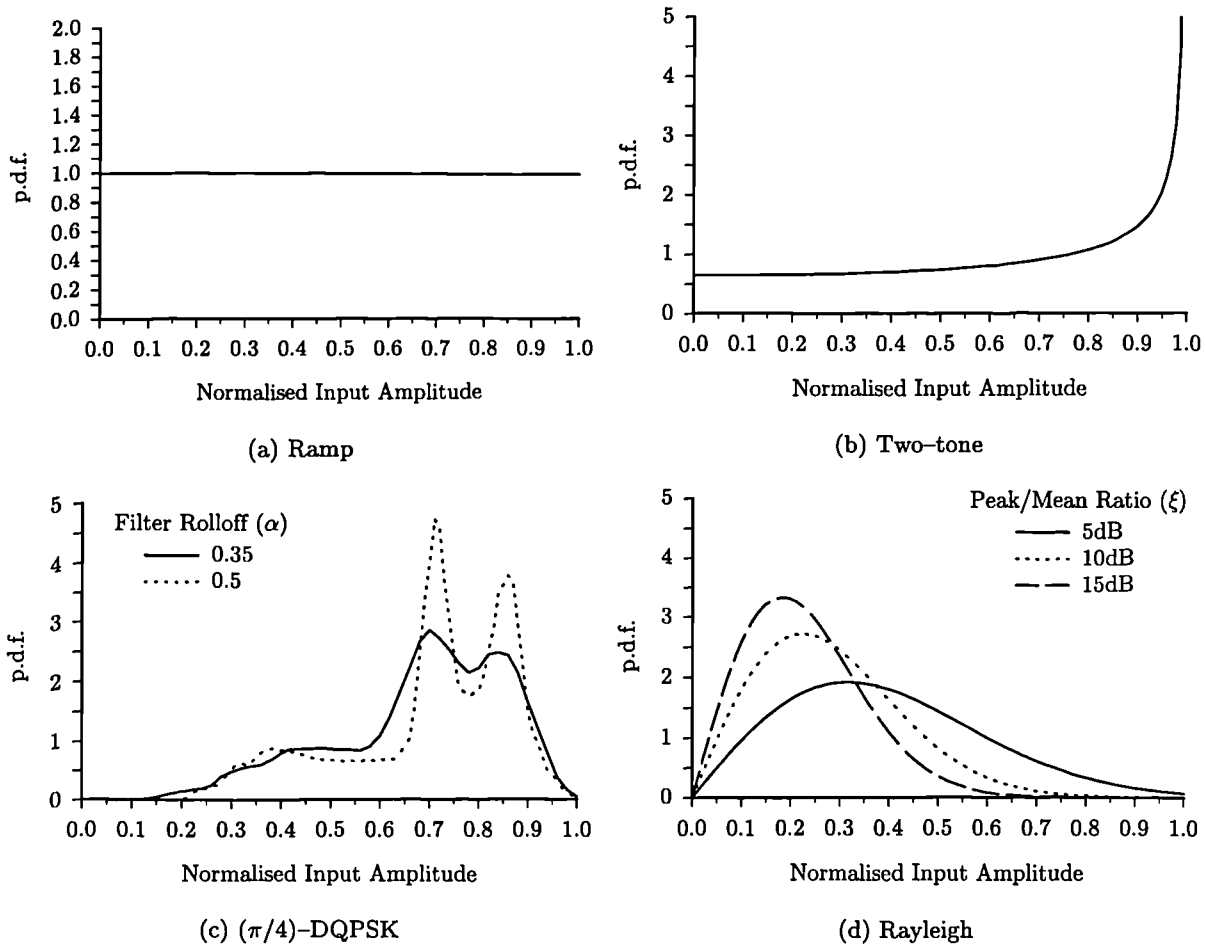 2.0
1.8
1.6
1.4
1.2
1.0
0.8
0.6
0.4
0.2
0.0
p.d.f.
0.0 0.1 0.2 0.3 0.4 0.5 0.6 0.7 0.8 0.9 1.0
Normalised Input Amplitude
(a) Ramp
5
4
3
2
1
0
p.d.f.
0.0 0.1 0.2 0.3 0.4 0.5 0.6 0.7 0.8 0.9 1.0
Normalised Input Amplitude
(b) Two–tone
Filter Rolloff (α)
0.35
0.5
5
4
3
2
1
0
p.d.f.
0.0 0.1 0.2 0.3 0.4 0.5 0.6 0.7 0.8 0.9 1.0
Normalised Input Amplitude
(c) (π/4)–DQPSK
Peak/Mean Ratio (ξ)
5dB
10dB
15dB
5
4
3
2
1
0
p.d.f.
0.0 0.1 0.2 0.3 0.4 0.5 0.6 0.7 0.8 0.9 1.0
Normalised Input Amplitude
(d) Rayleigh